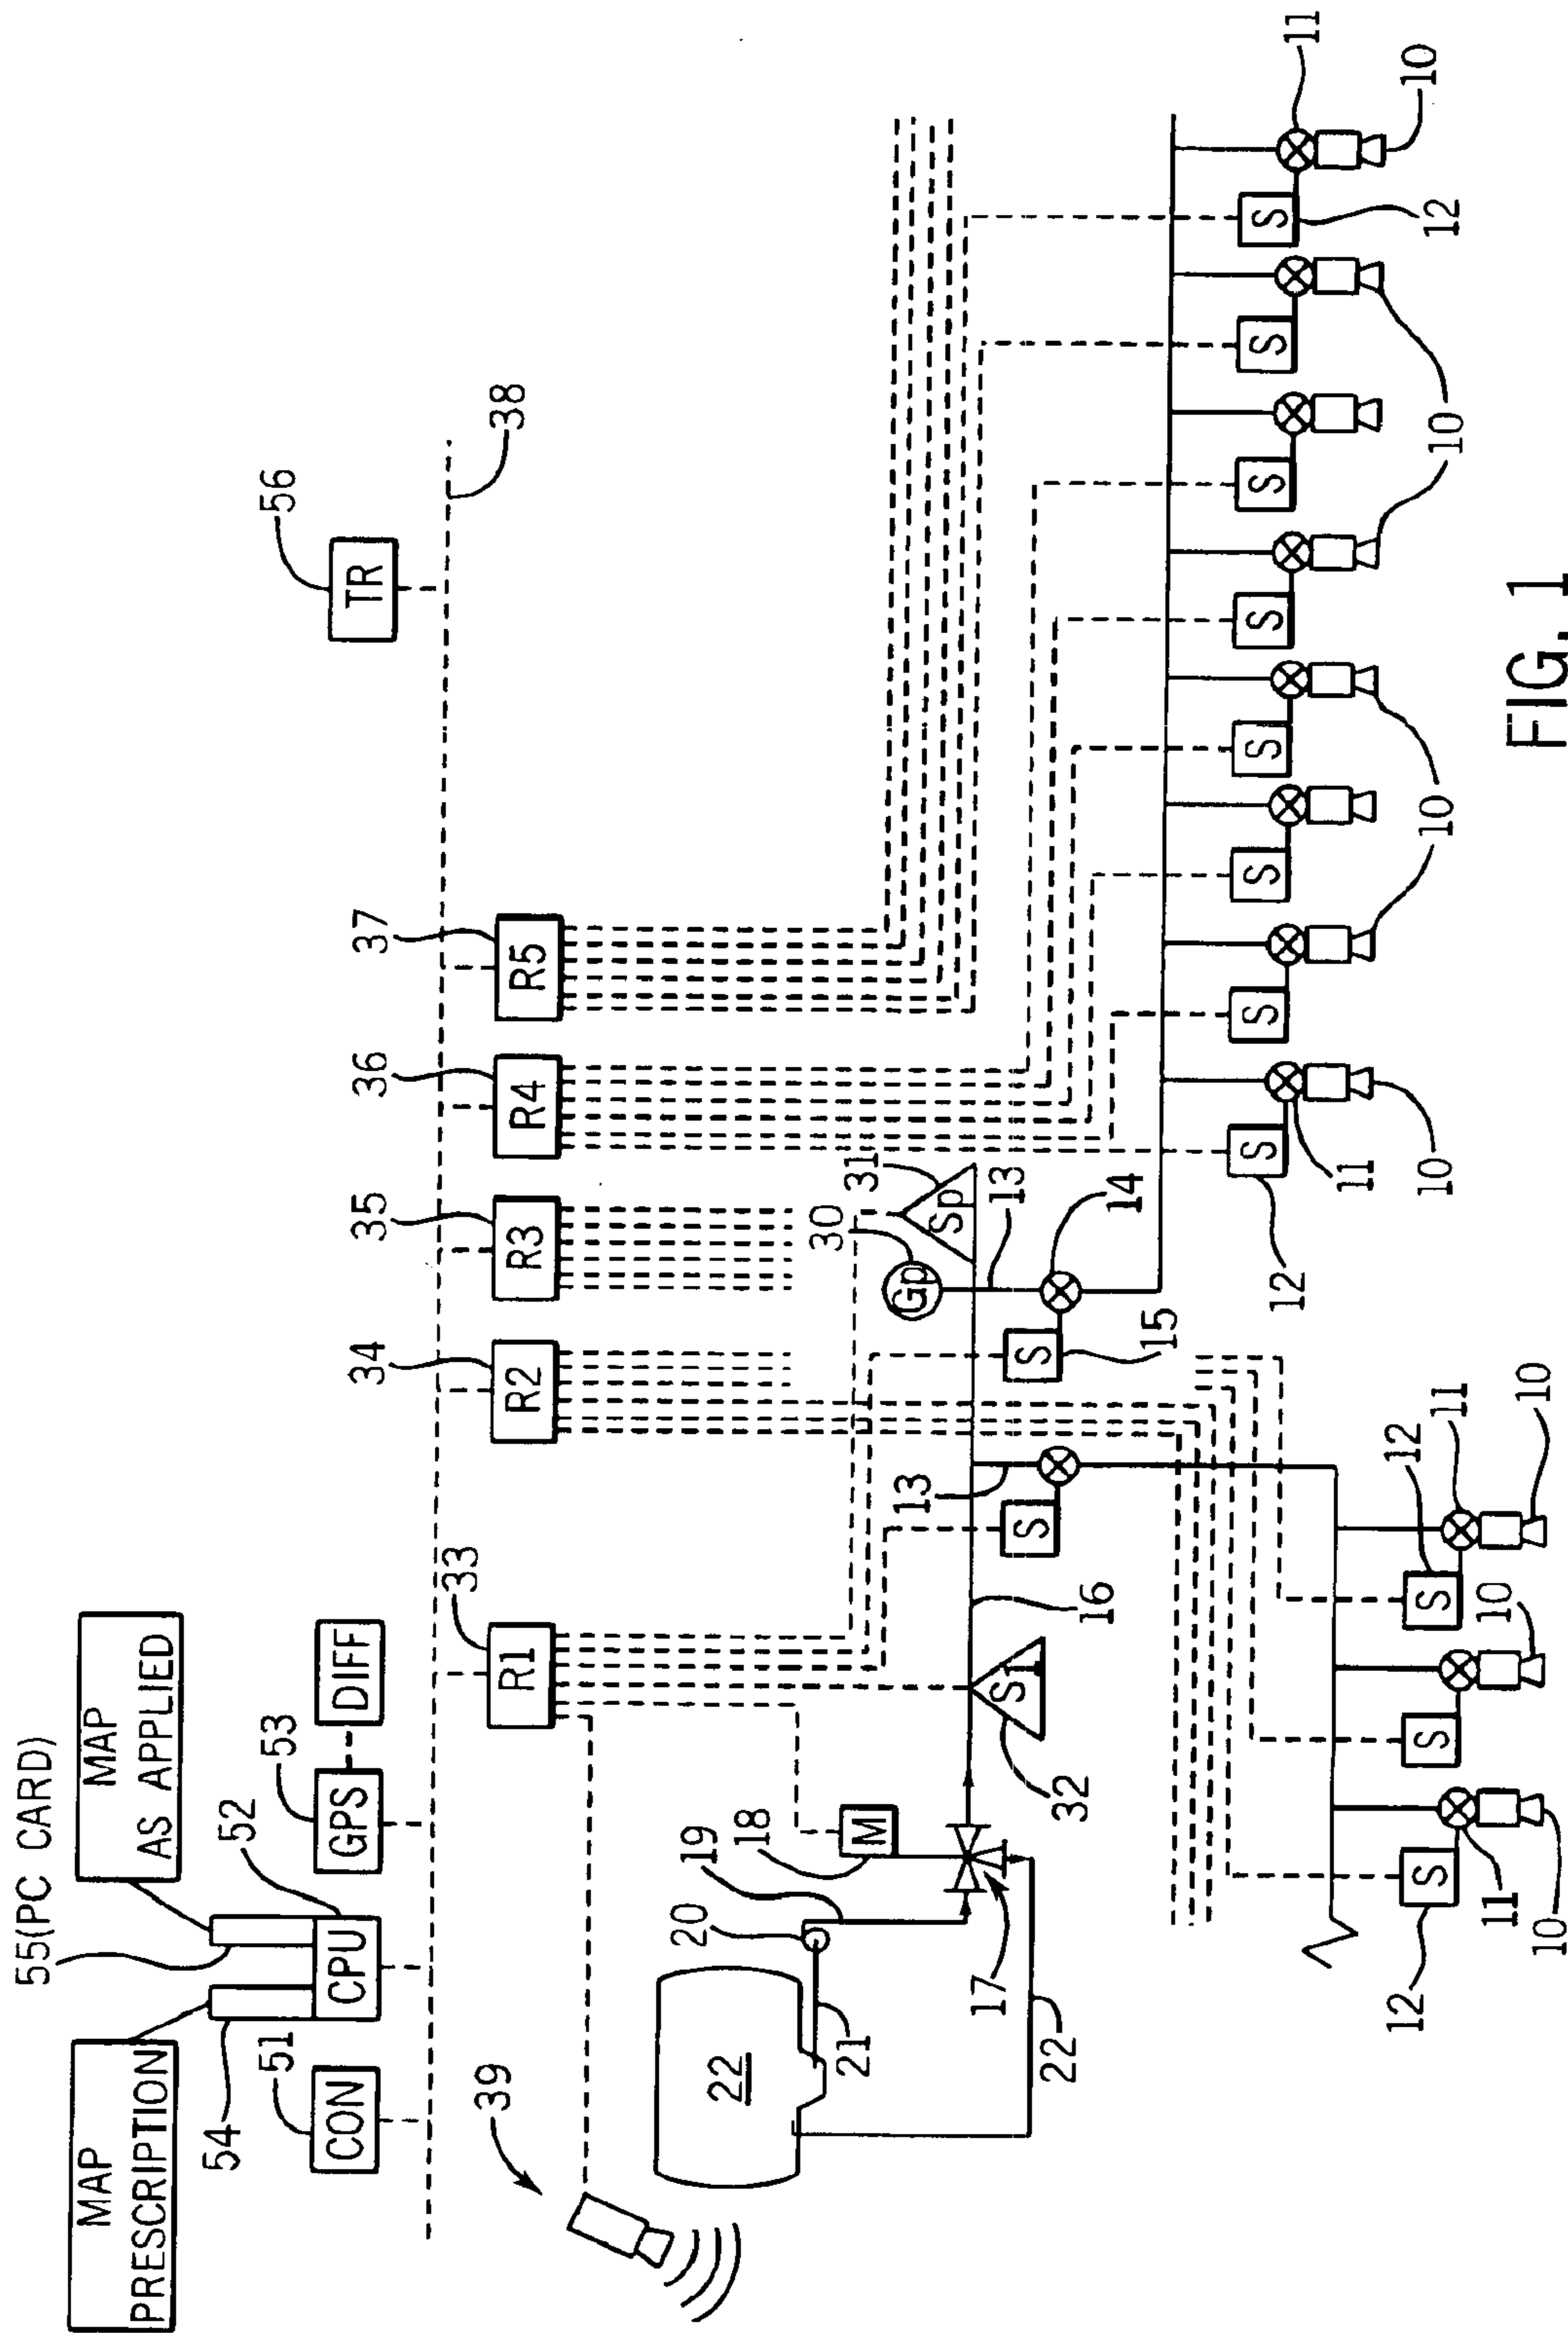 55(PC CARD)
MAP
PRESCRIPTION
MAP
AS APPLIED
54
51
52
53
56
CON
CPU
GPS
DIFF
TR
33
34
35
36
37
38
39
R1
R2
R3
R4
R5
20
19
18
30
31
22
21
M
Gp
Sp
13
13
17
22
32
S
16
S
S
14
15
S
S
S
S
S
S
S
S
12
11
12
11
10
10
10
10
10
12
S
S
12
S
11
11
10
10
10
FIG. 1